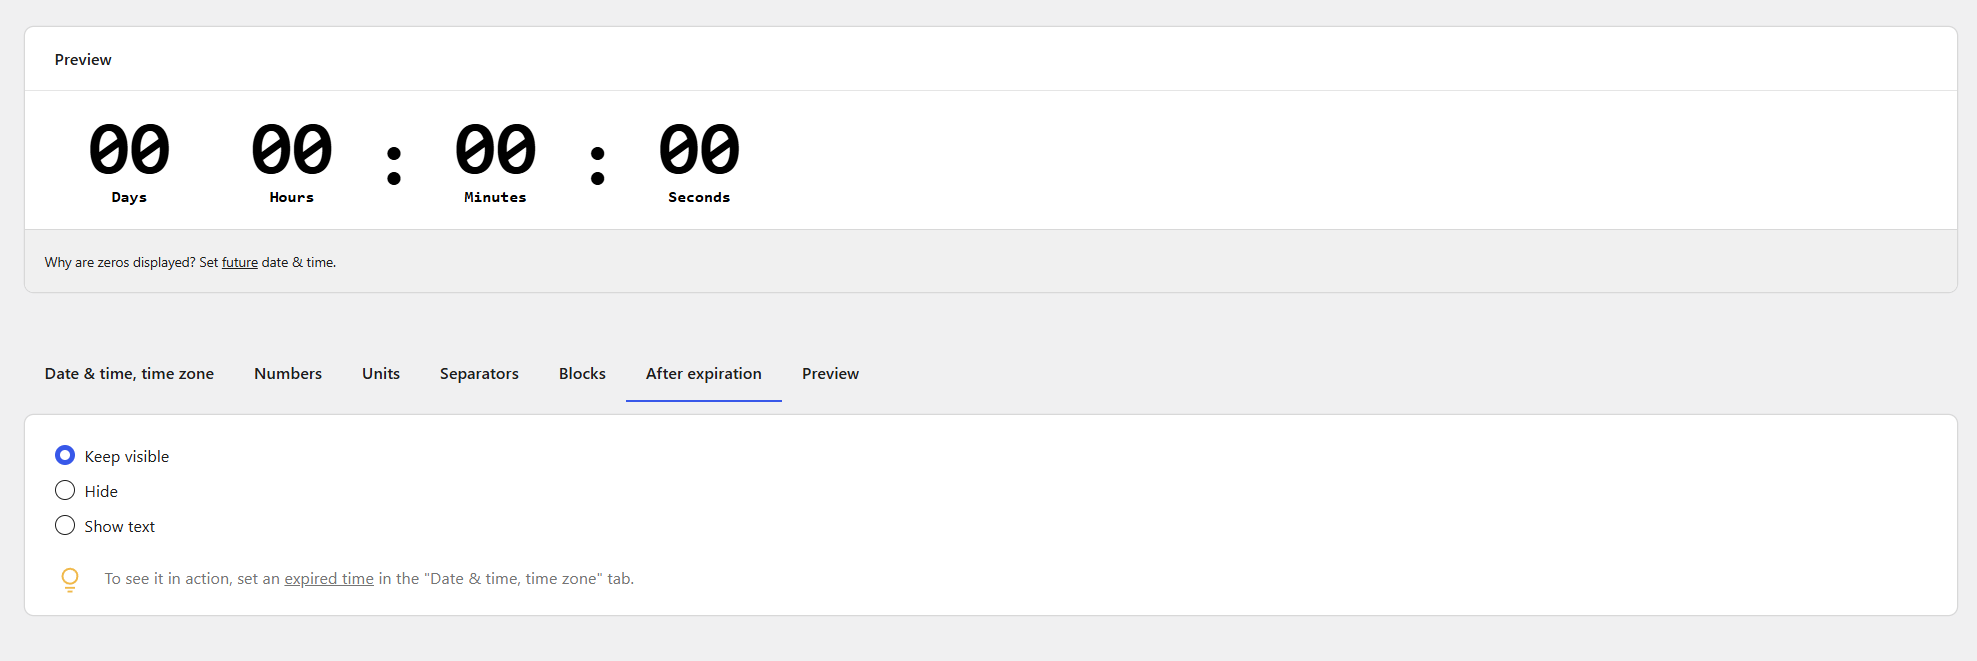 Preview
00 00 : 00 : 00
Days Hours Minutes Seconds
Why are zeros displayed? Set future date & time.
Date & time, time zone Numbers Units Separators Blocks After expiration Preview
Keep visible
Hide
Show text
To see it in action, set an expired time in the "Date & time, time zone" tab.